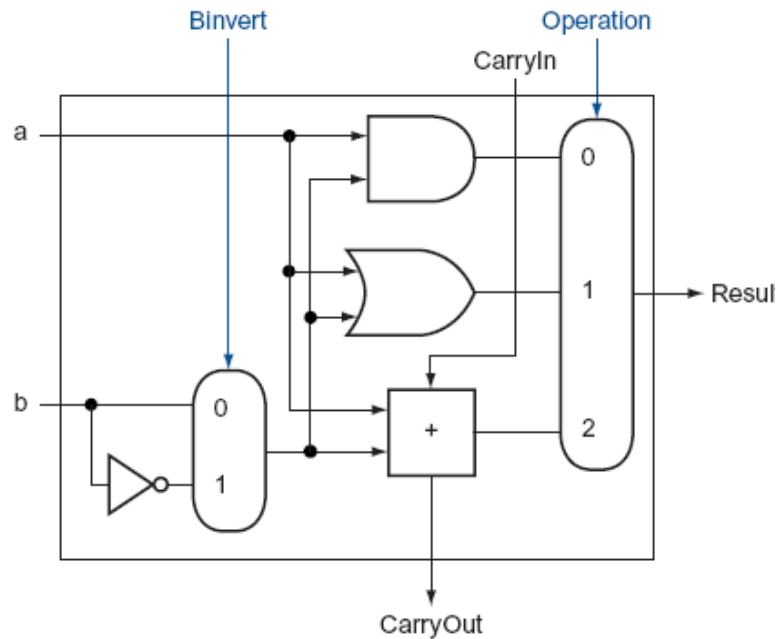 Binvert
Operation
CarryIn
a
0
1
Resul
b
0
+
2
1
CarryOut